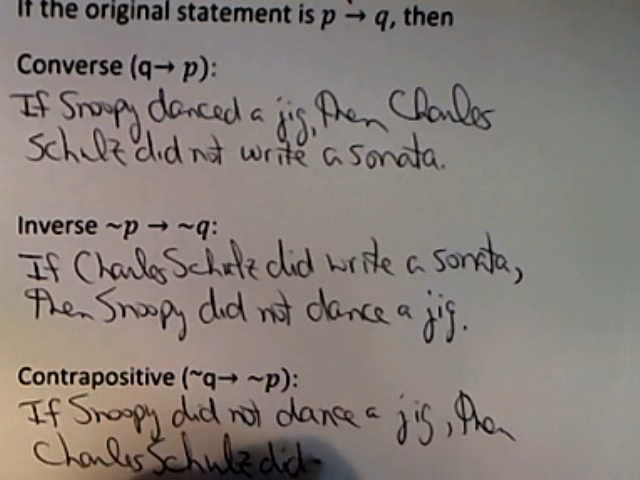 If the original statement is p → q, then
Converse (q→ p):
If Snoopy danced a jig, then Charles
Schulz did not write a sonata.
Inverse ~p → ~q:
If Charles Schulz did write a sonata,
then Snoopy did not dance a jig.
Contrapositive (~q→ ~p):
If Snoopy did not dance a jig, then
Charles Schulz did